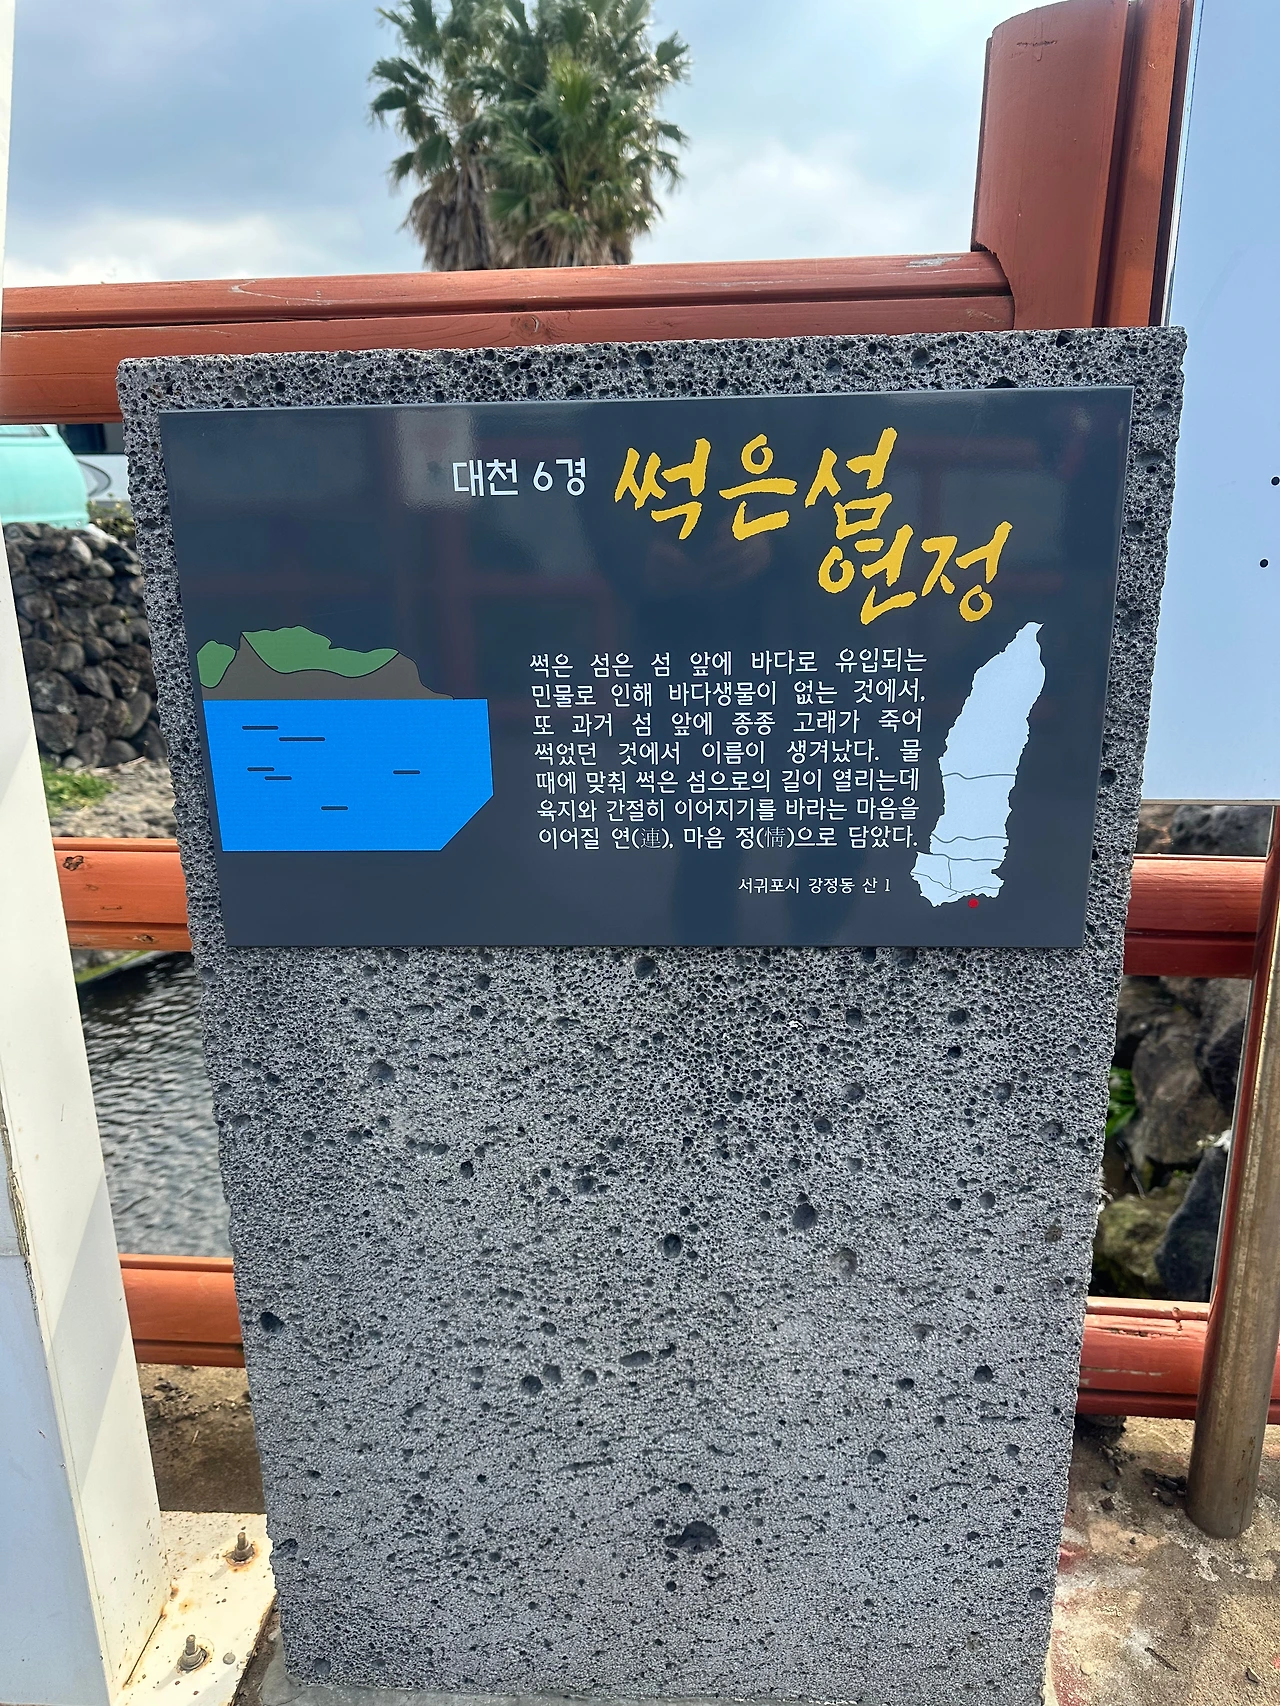 대천 6경 썩은섬
연정
썩은 섬은 섬 앞에 바다로 유입되는
민물로 인해 바다생물이 없는 것에서,
또 과거 섬 앞에 종종 고래가 죽어
썩었던 것에서 이름이 생겨났다. 물
때에 맞춰 썩은 섬으로의 길이 열리는데
육지와 간절히 이어지기를 바라는 마음을
이어질 연(連), 마음 정(情)으로 담았다.
서귀포시 강정동 산 1